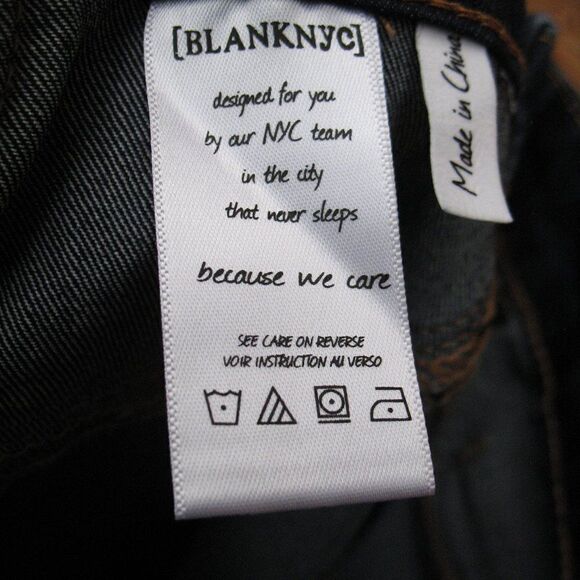 [BLANKNYC]
designed for you
by our NYC team
in the city
that never sleeps
because we care
SEE CARE ON REVERSE
VOIR INSTRUCTION AU VERSO
Made in China